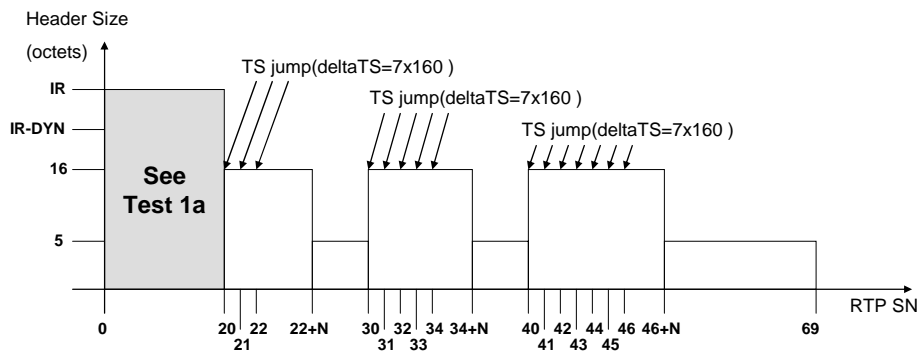 Header Size
(octets)
TS jump(deltaTS=7x160 )
TS jump(deltaTS=7x160 )
TS jump(deltaTS=7x160 )
IR
IR-DYN
16
5
See
Test 1a
RTP SN
0 20 22 22+N 30 32 34 34+N 40 42 44 46 46+N 69
21 31 33 41 43 45